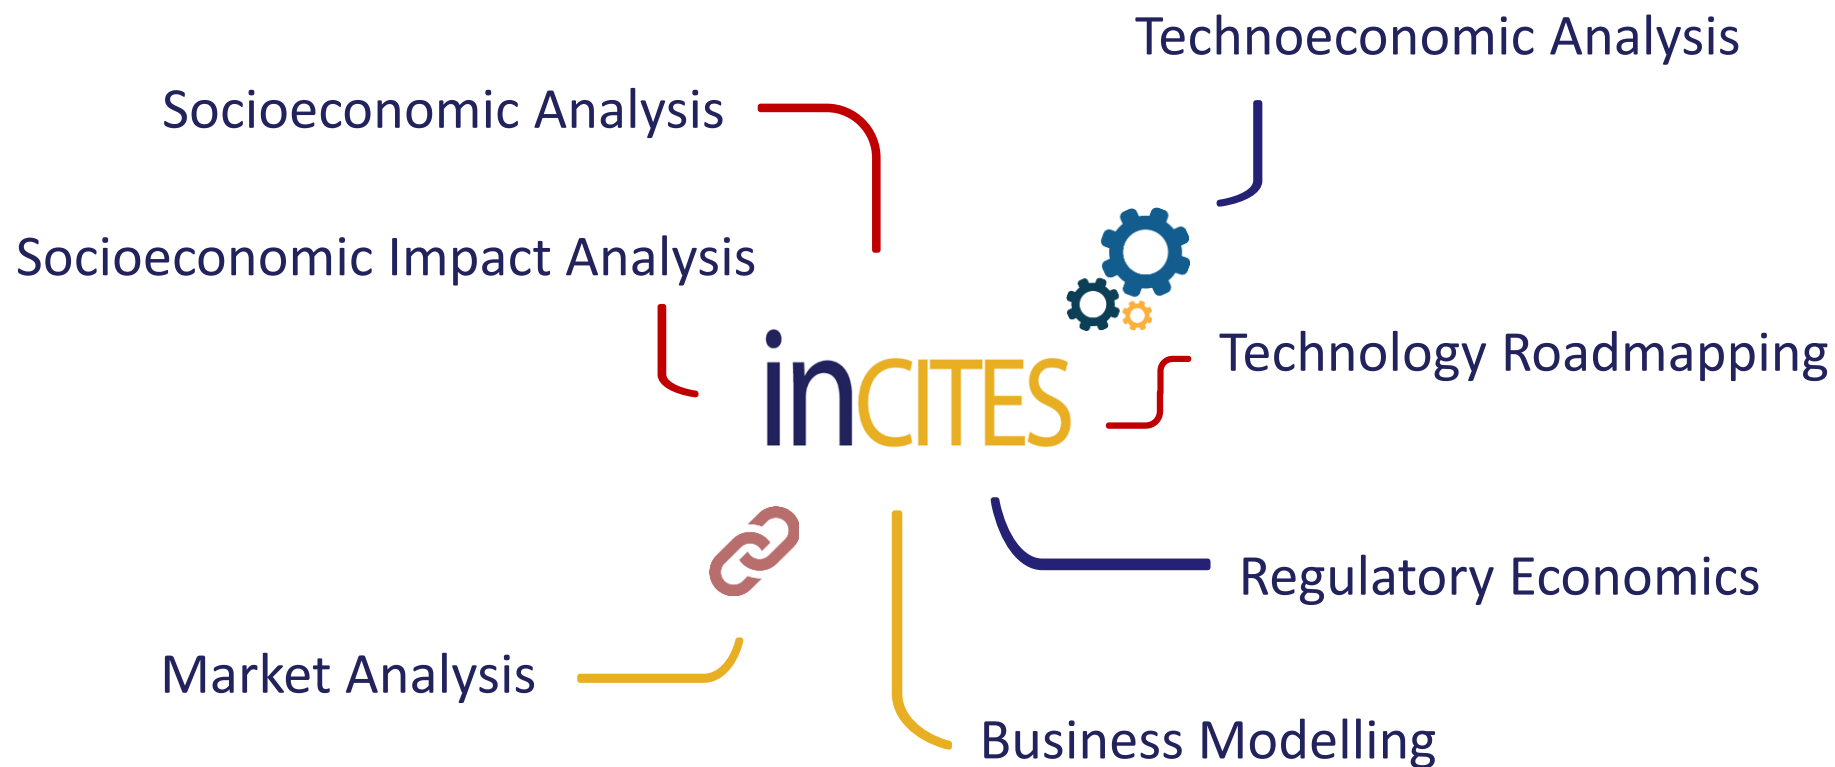 Technoeconomic Analysis
Socioeconomic Analysis
Socioeconomic Impact Analysis
Technology Roadmapping
inCITES
Regulatory Economics
Market Analysis
Business Modelling